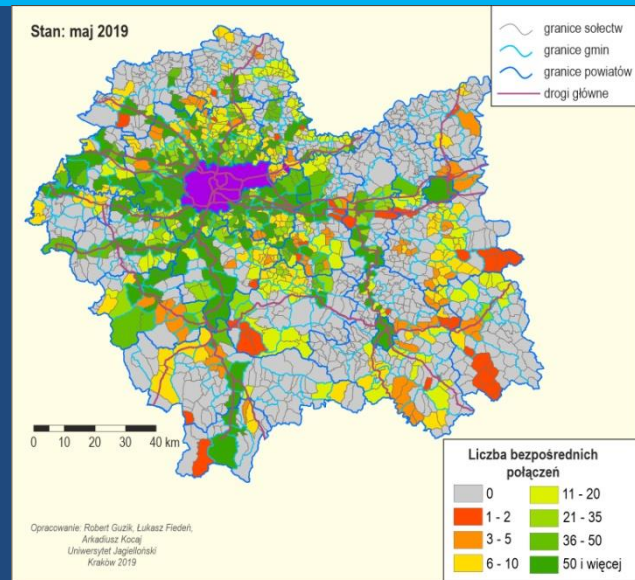 Stan: maj 2019
granice sołectw
granice gmin
granice powiatów
drogi główne
0 5 10 20 30 40 km
Opracowanie: Robert Guzik, Łukasz Fiedeń,
Arkadiusz Kocaj
Uniwersytet Jagielloński
Kraków 2019
Liczba bezpośrednich
połączeń
0
1 - 2
3 - 5
6 - 10
11 - 20
21 - 35
36 - 50
50 i więcej